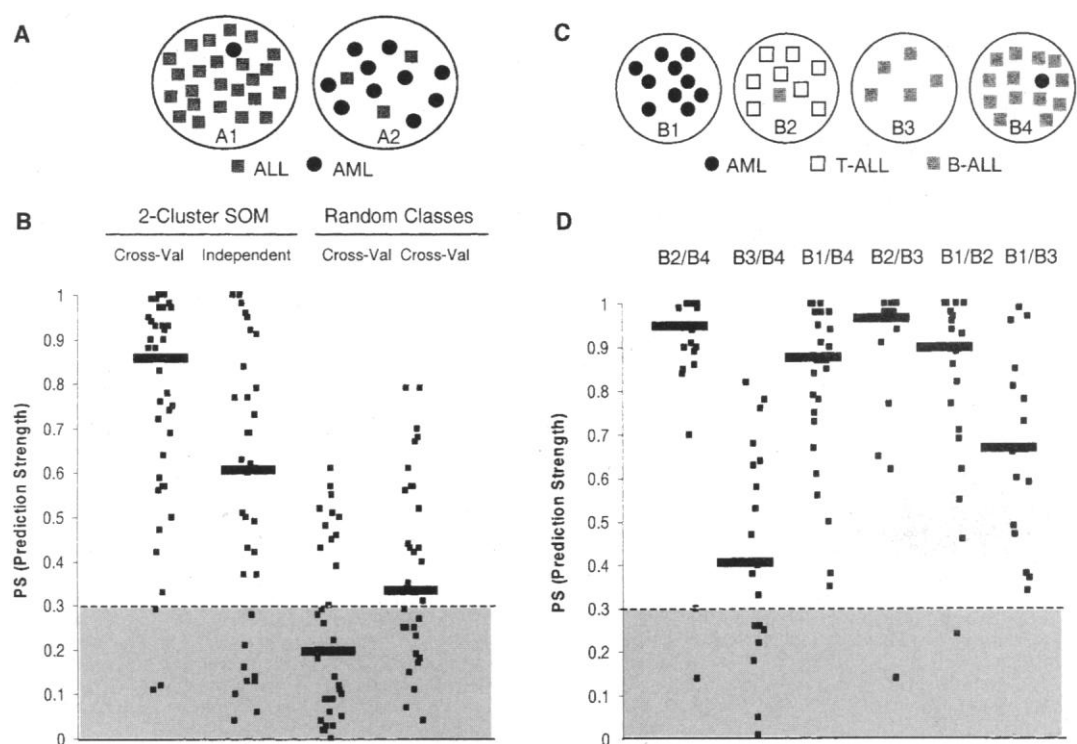 A
A1
A2
ALL AML
B
2-Cluster SOM Random Classes
Cross-Val Independent Cross-Val Cross-Val
PS (Prediction Strength)
1
0.9
0.8
0.7
0.6
0.5
0.4
0.3
0.2
0.1
0
C
B1
B2
B3
B4
AML T-ALL B-ALL
D
B2/B4 B3/B4 B1/B4 B2/B3 B1/B2 B1/B3
PS (Prediction Strength)
1
0.9
0.8
0.7
0.6
0.5
0.4
0.3
0.2
0.1
0